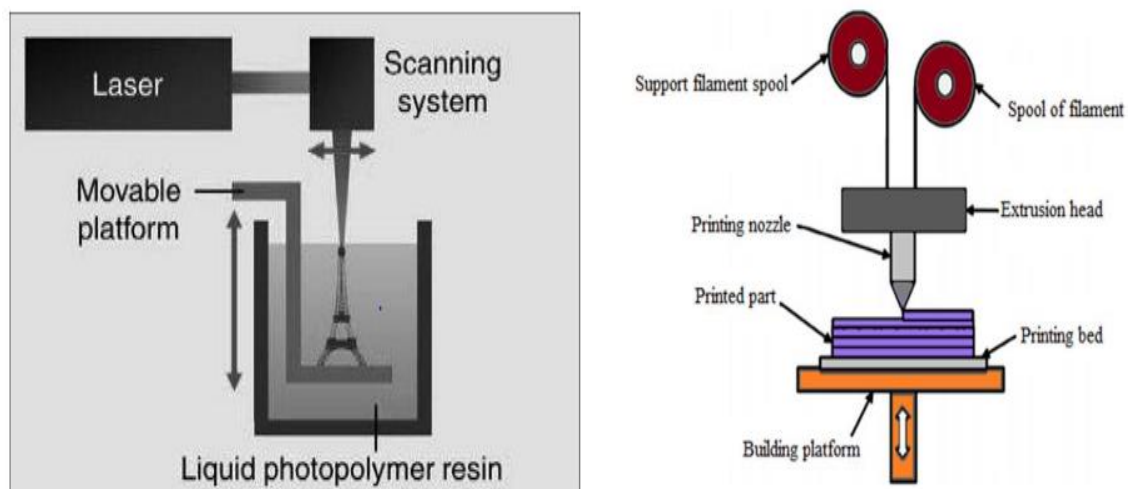 Laser
Scanning
system
Movable
platform
Liquid photopolymer resin
Support filament spool
Spool of filament
Extrusion head
Printing nozzle
Printed part
Printing bed
Building platform